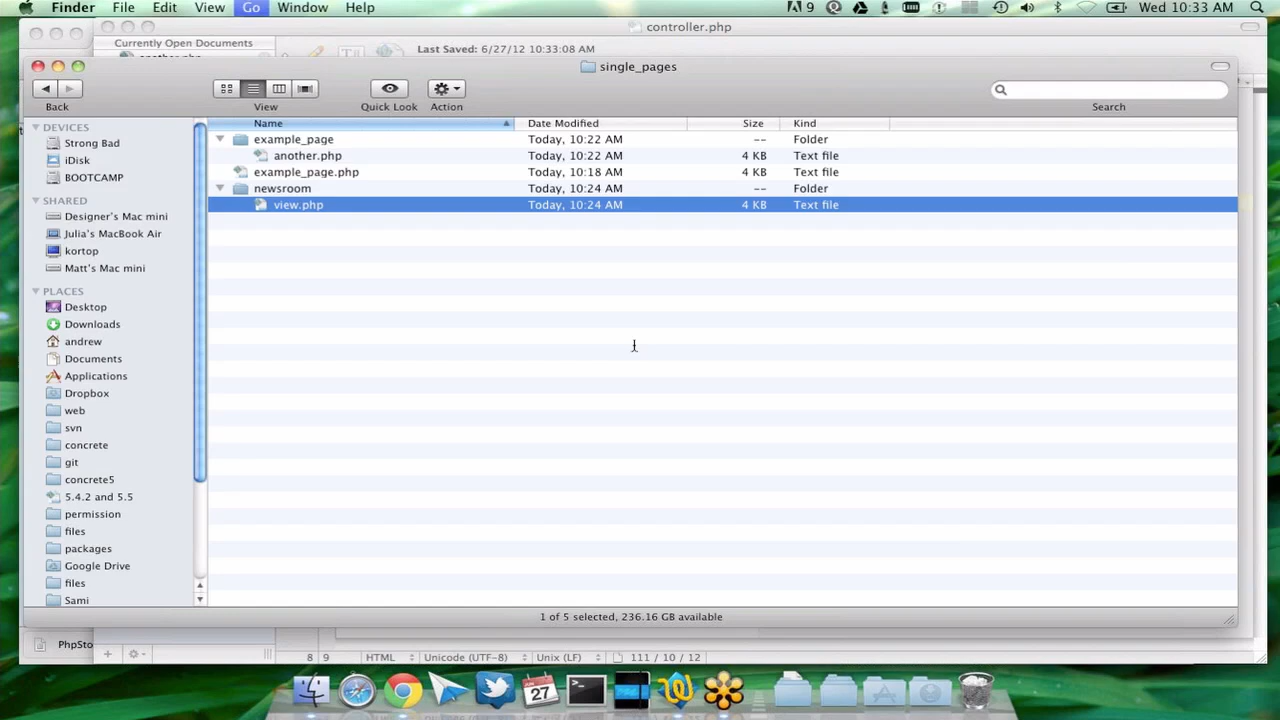 Finder File Edit View Go Window Help 9 Wed 10:33 AM
controller.php
Currently Open Documents
another.php
Last Saved: 6/27/12 10:33:08 AM
single_pages
Back View Quick Look Action Search
Name Date Modified Size Kind
DEVICES
Strong Bad
iDisk
BOOTCAMP
SHARED
Designer's Mac mini
Julia's MacBook Air
kortop
Matt's Mac mini
PLACES
Desktop
Downloads
andrew
Documents
Applications
Dropbox
web
svn
concrete
git
concrete5
5.4.2 and 5.5
permission
files
packages
Google Drive
files
Sami
example_page Today, 10:22 AM -- Folder
another.php Today, 10:22 AM 4 KB Text file
example_page.php Today, 10:18 AM 4 KB Text file
newsroom Today, 10:24 AM -- Folder
view.php Today, 10:24 AM 4 KB Text file
1 of 5 selected, 236.16 GB available
PhpSto
8 9 HTML Unicode (UTF-8) Unix (LF) 111 / 10 / 12
JUN
27